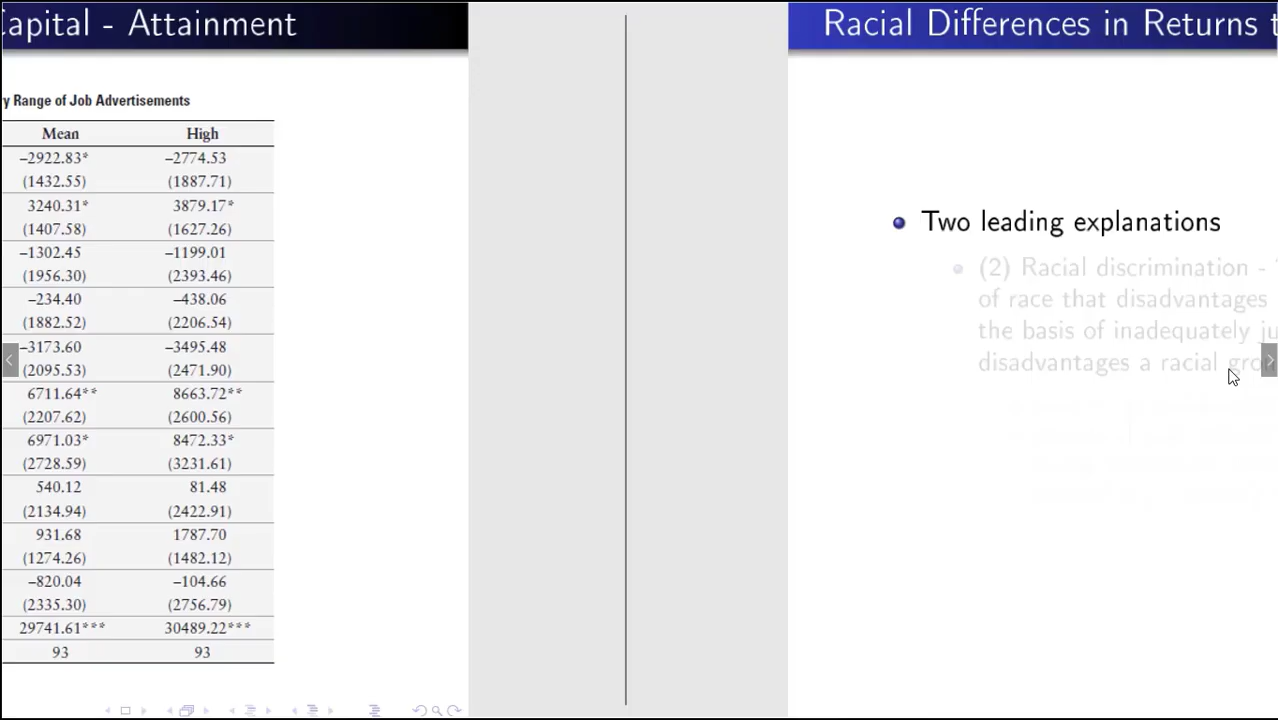 apital - Attainment
y Range of Job Advertisements
Mean High
–2922.83* –2774.53
(1432.55) (1887.71)
3240.31* 3879.17*
(1407.58) (1627.26)
–1302.45 –1199.01
(1956.30) (2393.46)
–234.40 –438.06
(1882.52) (2206.54)
–3173.60 –3495.48
(2095.53) (2471.90)
6711.64** 8663.72**
(2207.62) (2600.56)
6971.03* 8472.33*
(2728.59) (3231.61)
540.12 81.48
(2134.94) (2422.91)
931.68 1787.70
(1274.26) (1482.12)
–820.04 –104.66
(2335.30) (2756.79)
29741.61*** 30489.22***
93 93
Racial Differences in Returns t
Two leading explanations
(2) Racial discrimination -
of race that disadvantages
the basis of inadequately ju
disadvantages a racial gro